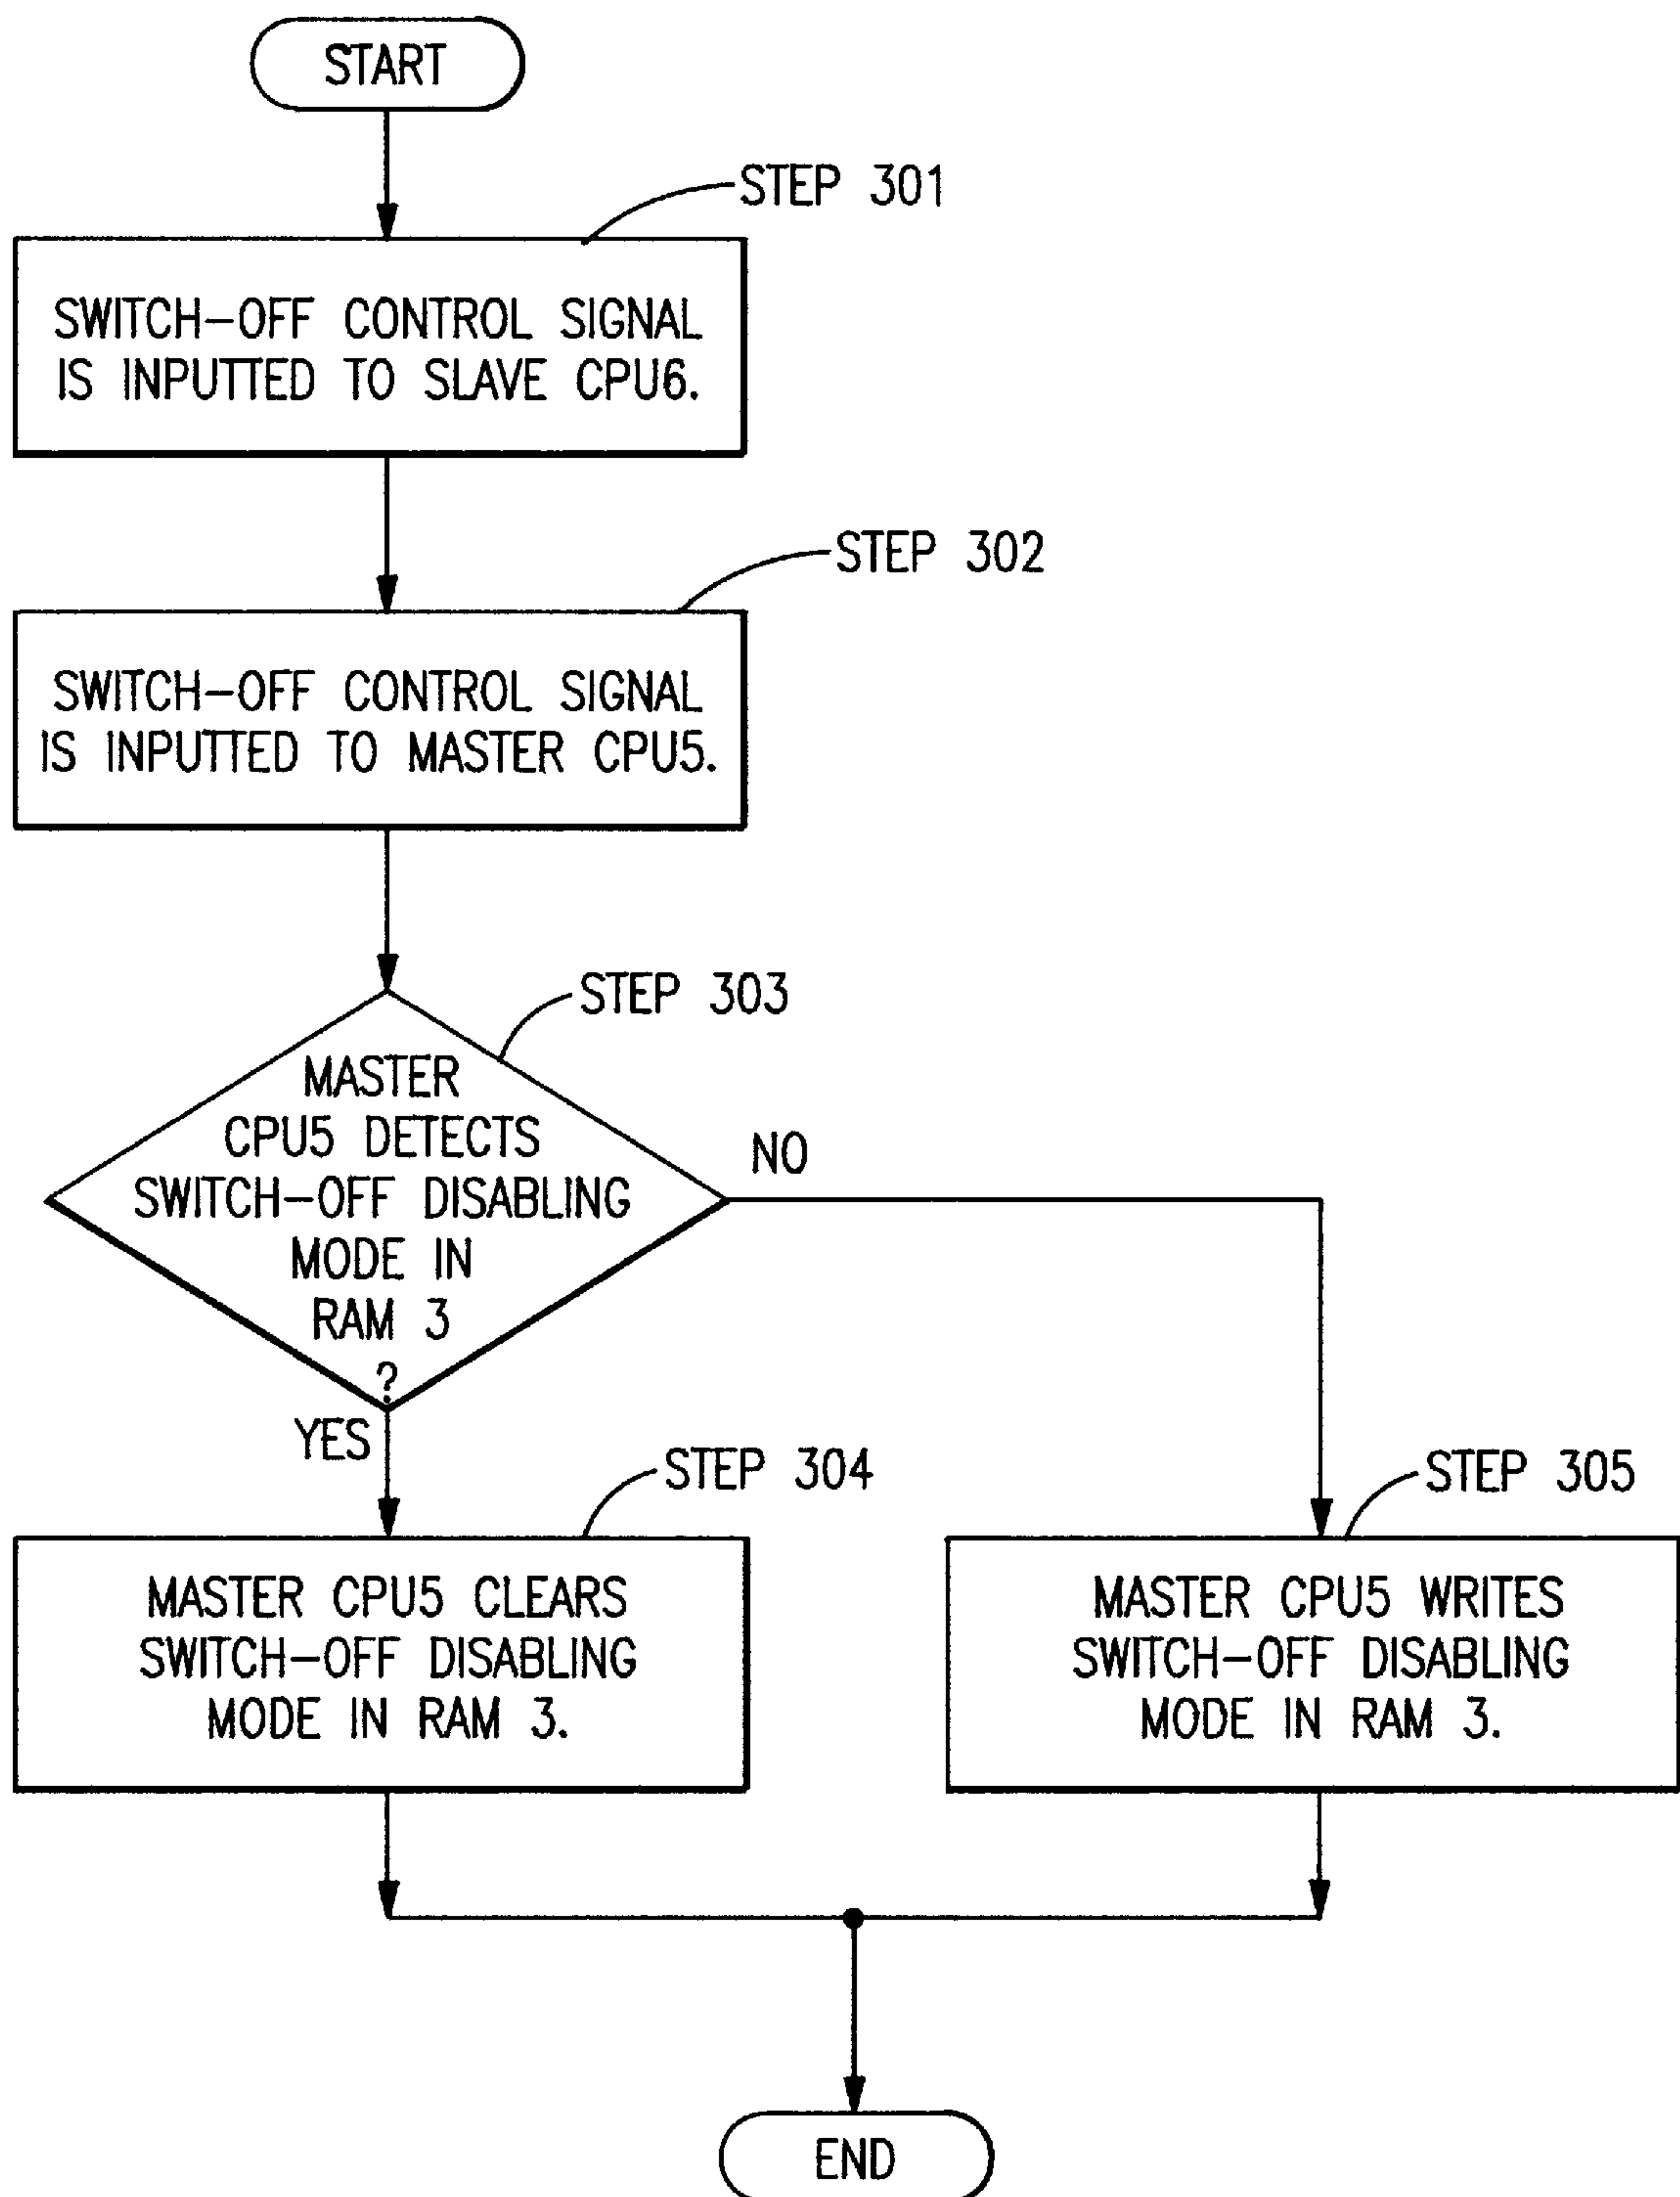 START
STEP 301
SWITCH-OFF CONTROL SIGNAL
IS INPUTTED TO SLAVE CPU6.
STEP 302
SWITCH-OFF CONTROL SIGNAL
IS INPUTTED TO MASTER CPU5.
STEP 303
MASTER
CPU5 DETECTS
SWITCH-OFF DISABLING
MODE IN
RAM 3
?
NO
YES
STEP 304
MASTER CPU5 CLEARS
SWITCH-OFF DISABLING
MODE IN RAM 3.
STEP 305
MASTER CPU5 WRITES
SWITCH-OFF DISABLING
MODE IN RAM 3.
END